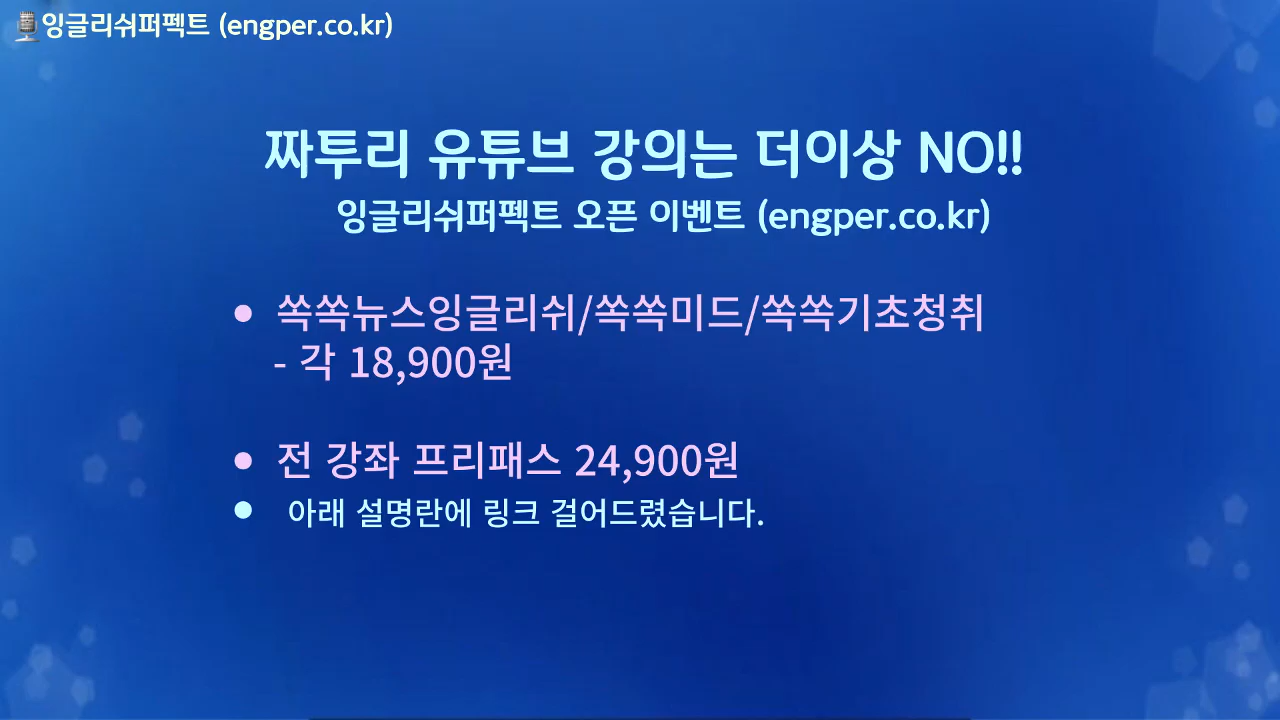 잉글리쉬퍼펙트 (engper.co.kr)
짜투리 유튜브 강의는 더이상 NO!!
잉글리쉬퍼펙트 오픈 이벤트 (engper.co.kr)
• 쏙쏙뉴스잉글리쉬/쏙쏙미드/쏙쏙기초청취
- 각 18,900원
• 전 강좌 프리패스 24,900원
• 아래 설명란에 링크 걸어드렸습니다.